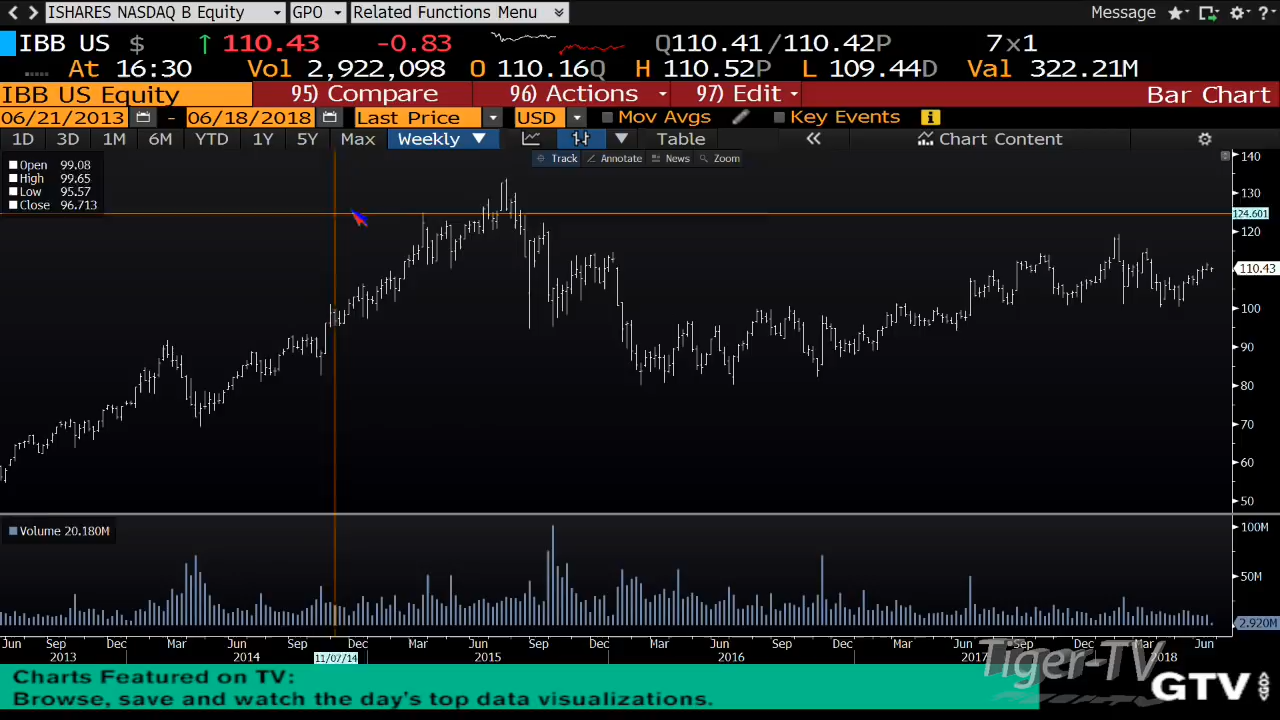 ISHARES NASDAQ B Equity GPO Related Functions Menu Message ?
IBB US $ ↑ 110.43 -0.83 Q110.41/110.42P 7x1
At 16:30 Vol 2,922,098 O 110.16Q H 110.52P L 109.44D Val 322.21M
IBB US Equity 95) Compare 96) Actions 97) Edit Bar Chart
06/21/2013 - 06/18/2018 Last Price USD Mov Avgs Key Events i
1D 3D 1M 6M YTD 1Y 5Y Max Weekly ▼ Table « Chart Content
Track Annotate News Zoom
Open 99.08
High 99.65
Low 95.57
Close 96.713
140
130
124.601
120
110.43
100
90
80
70
60
50
Volume 20.180M
100M
50M
2.920M
Jun Sep Dec Mar Jun Sep Dec Mar Jun Sep Dec Mar Jun Sep Dec Mar Jun Sep Dec Mar Jun
2013 2014 11/07/14 2015 2016 2017 2018
Tiger-TV
GTV
Charts Featured on TV:
Browse, save and watch the day's top data visualizations.